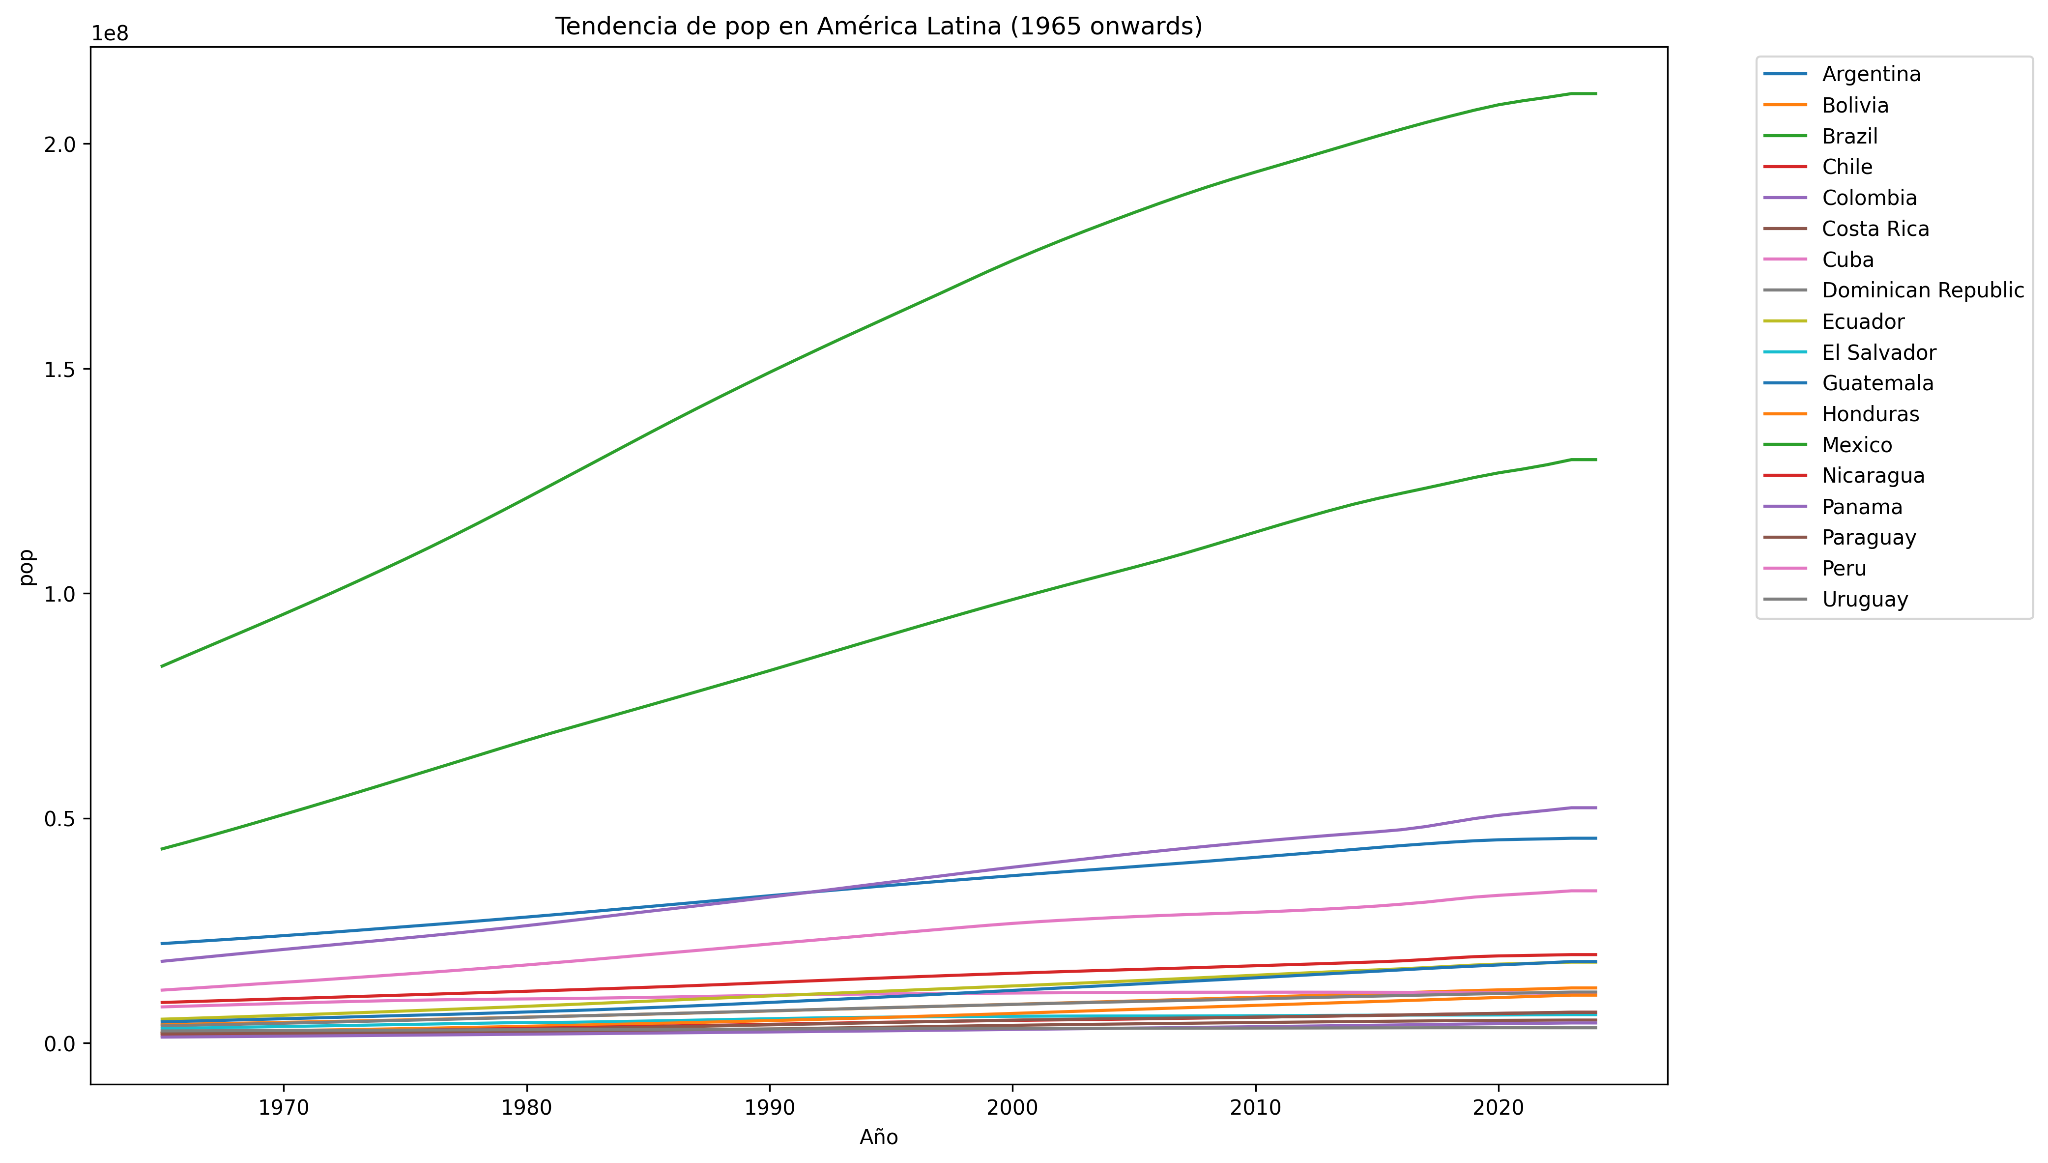 Tendencia de pop en América Latina (1965 onwards)
1e8
2.0
1.5
1.0
0.5
0.0
pop
1970 1980 1990 2000 2010 2020
Año
Argentina
Bolivia
Brazil
Chile
Colombia
Costa Rica
Cuba
Dominican Republic
Ecuador
El Salvador
Guatemala
Honduras
Mexico
Nicaragua
Panama
Paraguay
Peru
Uruguay